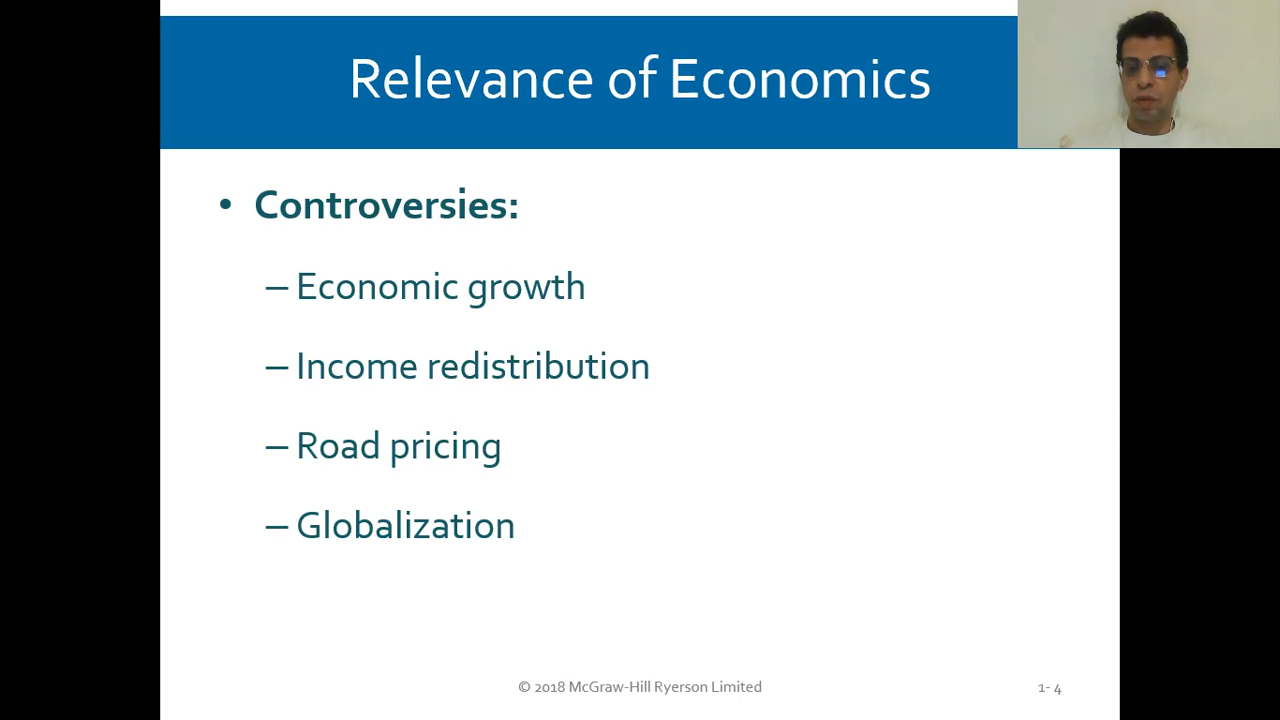 Relevance of Economics
• Controversies:
– Economic growth
– Income redistribution
– Road pricing
– Globalization
© 2018 McGraw-Hill Ryerson Limited
1- 4